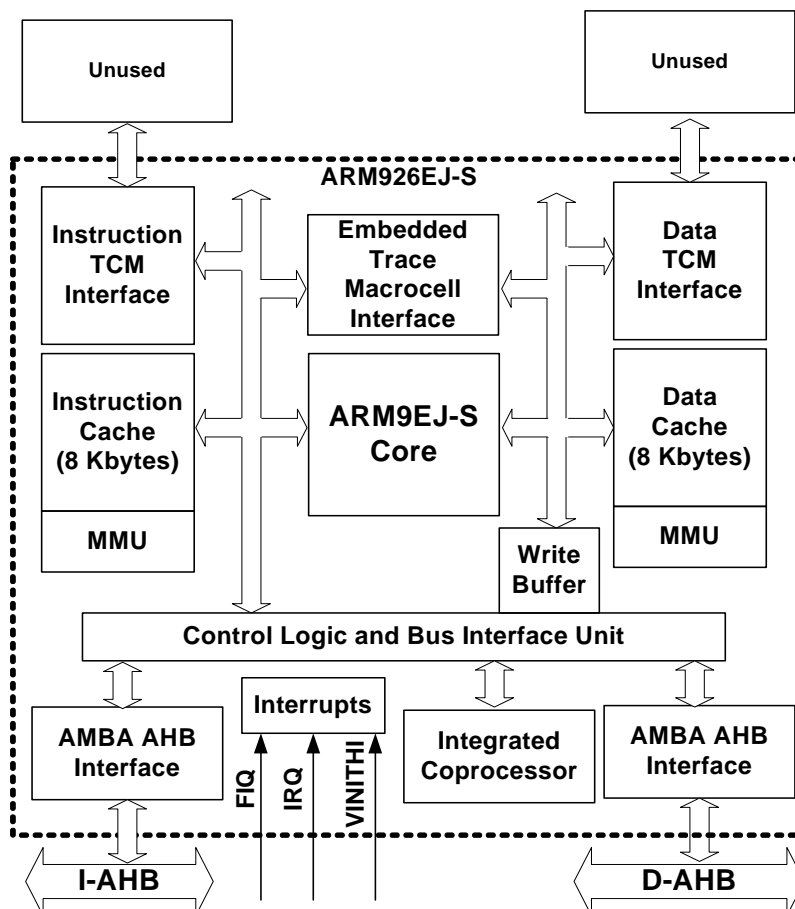 Unused
Unused
ARM926EJ-S
Instruction
TCM
Interface
Embedded
Trace
Macrocell
Interface
Data
TCM
Interface
Instruction
Cache
(8 Kbytes)
MMU
ARM9EJ-S
Core
Data
Cache
(8 Kbytes)
MMU
Write
Buffer
Control Logic and Bus Interface Unit
AMBA AHB
Interface
Interrupts
FIQ
IRQ
VINITHI
Integrated
Coprocessor
AMBA AHB
Interface
I-AHB
D-AHB